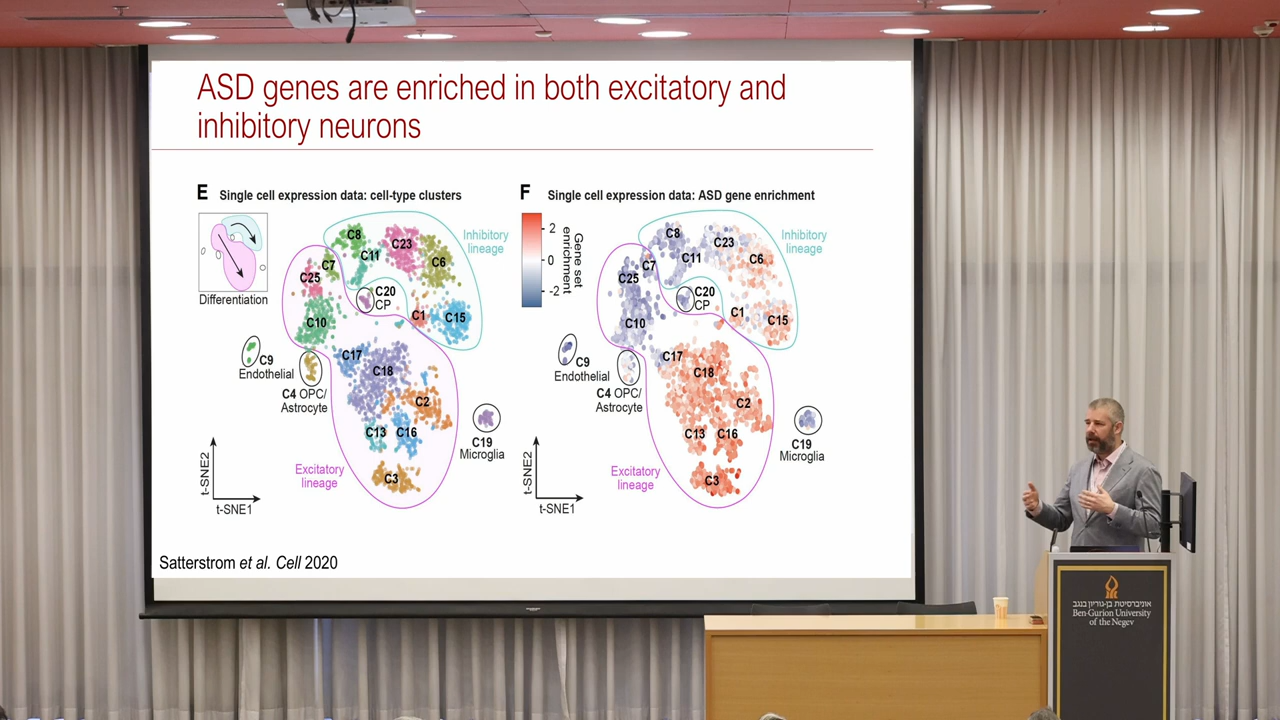 ASD genes are enriched in both excitatory and
inhibitory neurons
E Single cell expression data: cell-type clusters
Differentiation
C8
C11
C23
C6
C7
C25
C20
CP
C10
C1
C15
Inhibitory
lineage
C9
Endothelial
C4 OPC/
Astrocyte
C17
C18
C2
C13
C16
C3
C19
Microglia
Excitatory
lineage
t-SNE2
t-SNE1
F Single cell expression data: ASD gene enrichment
2
0
-2
Gene set
enrichment
C8
C11
C23
C6
C7
C25
C20
CP
C10
C1
C15
Inhibitory
lineage
C9
Endothelial
C4 OPC/
Astrocyte
C17
C18
C2
C13
C16
C3
C19
Microglia
Excitatory
lineage
t-SNE2
t-SNE1
Satterstrom et al. Cell 2020
אוניברסיטת בן-גוריון בנגב
Ben-Gurion University
of the Negev